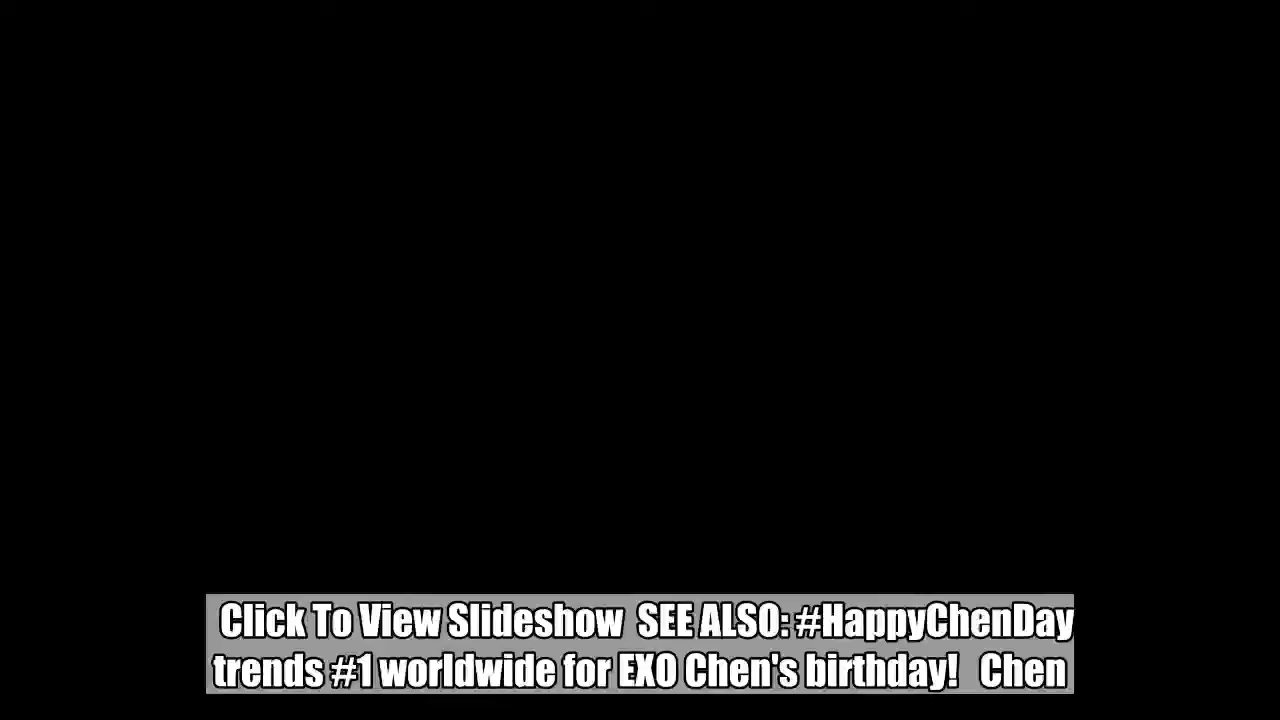 Click To View Slideshow  SEE ALSO: #HappyChenDay
trends #1 worldwide for EXO Chen's birthday!   Chen